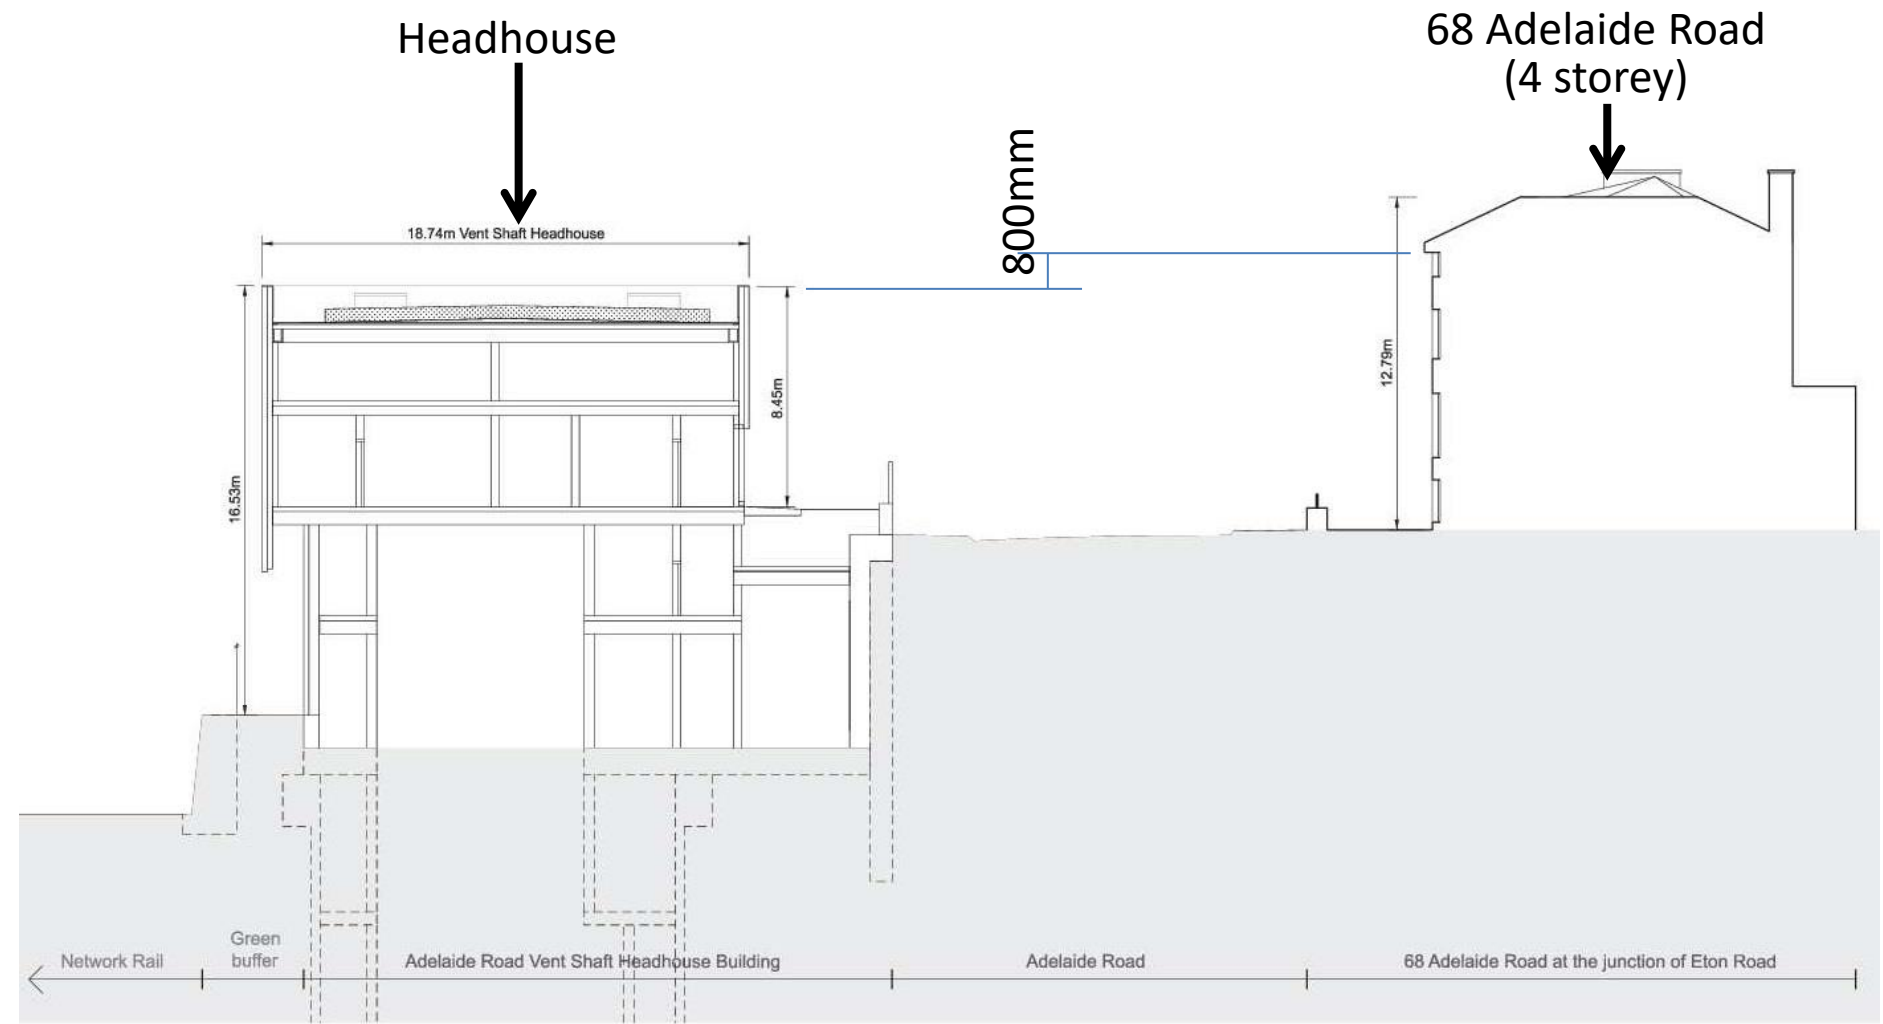 Headhouse
68 Adelaide Road
(4 storey)
800mm
18.74m Vent Shaft Headhouse
8.45m
12.79m
16.53m
Network Rail
Green
buffer
Adelaide Road Vent Shaft Headhouse Building
Adelaide Road
68 Adelaide Road at the junction of Eton Road